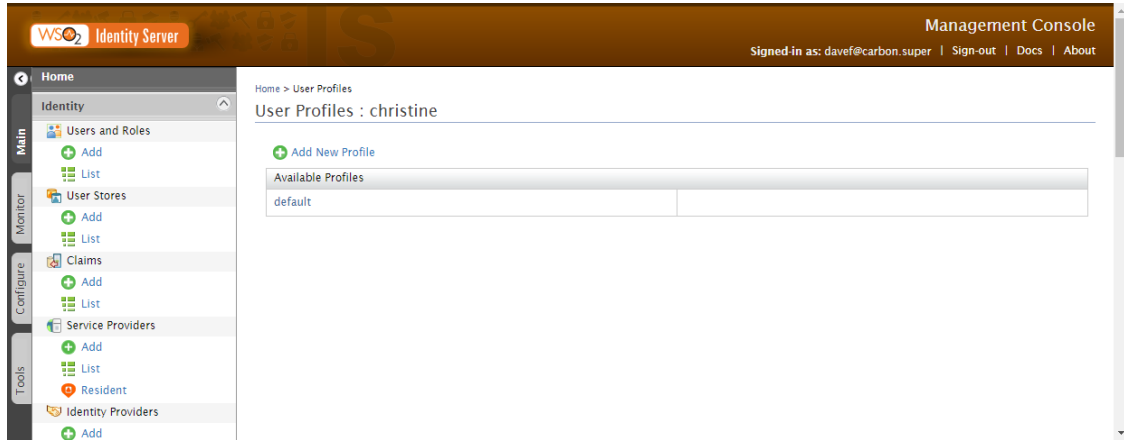 WSO2 Identity Server
Management Console
Signed-in as: davef@carbon.super | Sign-out | Docs | About
Main
Monitor
Configure
Tools
Home
Identity
Users and Roles
Add
List
User Stores
Add
List
Claims
Add
List
Service Providers
Add
List
Resident
Identity Providers
Add
Home > User Profiles
User Profiles : christine
Add New Profile
Available Profiles
default